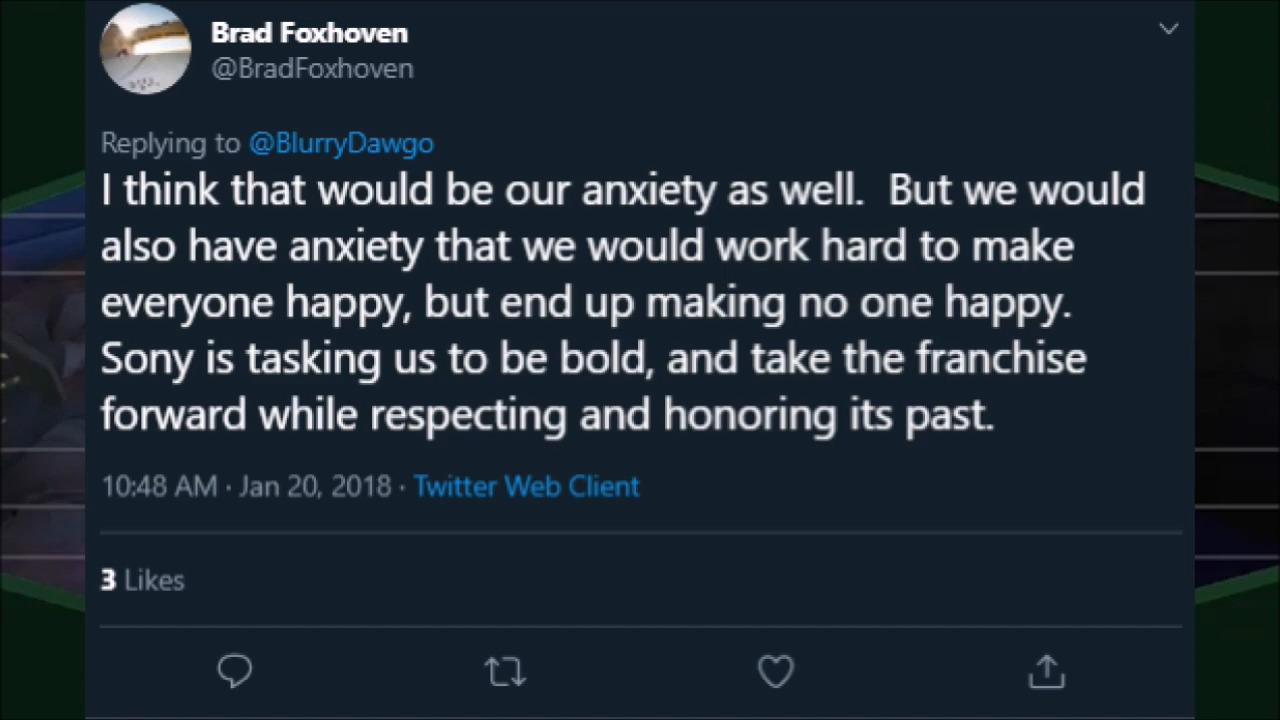 Brad Foxhoven
@BradFoxhoven
Replying to @BlurryDawgo
I think that would be our anxiety as well.  But we would
also have anxiety that we would work hard to make
everyone happy, but end up making no one happy.
Sony is tasking us to be bold, and take the franchise
forward while respecting and honoring its past.
10:48 AM · Jan 20, 2018 · Twitter Web Client
3 Likes